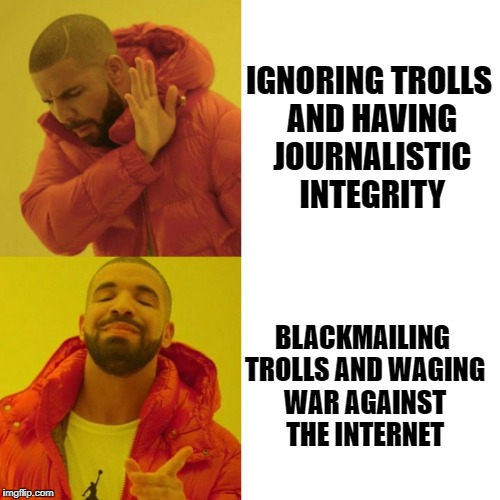 IGNORING TROLLS
AND HAVING
JOURNALISTIC
INTEGRITY
BLACKMAILING
TROLLS AND WAGING
WAR AGAINST
THE INTERNET
imgflip.com